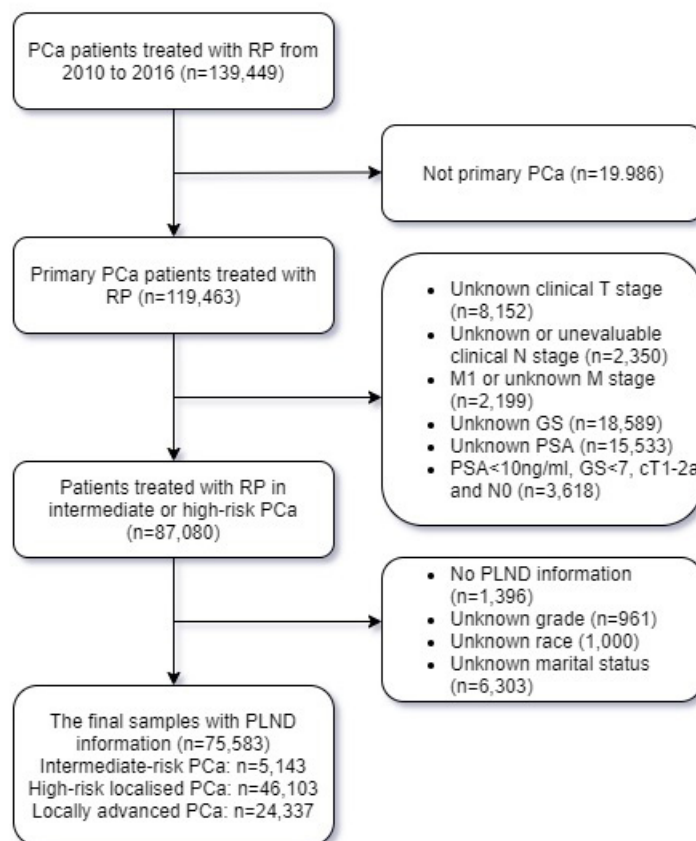 PCa patients treated with RP from
2010 to 2016 (n=139,449)
Not primary PCa (n=19.986)
Primary PCa patients treated with
RP (n=119,463)
• Unknown clinical T stage
(n=8,152)
• Unknown or unevaluable
clinical N stage (n=2,350)
• M1 or unknown M stage
(n=2,199)
• Unknown GS (n=18,589)
• Unknown PSA (n=15,533)
• PSA<10ng/ml, GS<7, cT1-2a
and N0 (n=3,618)
Patients treated with RP in
intermediate or high-risk PCa
(n=87,080)
• No PLND information
(n=1,396)
• Unknown grade (n=961)
• Unknown race (1,000)
• Unknown marital status
(n=6,303)
The final samples with PLND
information (n=75,583)
Intermediate-risk PCa: n=5,143
High-risk localised PCa: n=46,103
Locally advanced PCa: n=24,337